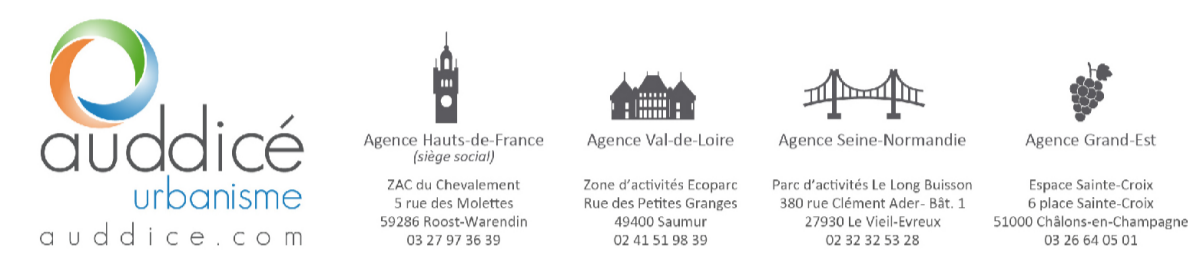 auddicé
urbanisme
auddice.com
Agence Hauts-de-France
(siège social)
ZAC du Chevalement
5 rue des Molettes
59286 Roost-Warendin
03 27 97 36 39
Agence Val-de-Loire
Zone d'activités Ecoparc
Rue des Petites Granges
49400 Saumur
02 41 51 98 39
Agence Seine-Normandie
Parc d'activités Le Long Buisson
380 rue Clément Ader- Bât. 1
27930 Le Vieil-Evreux
02 32 32 53 28
Agence Grand-Est
Espace Sainte-Croix
6 place Sainte-Croix
51000 Châlons-en-Champagne
03 26 64 05 01